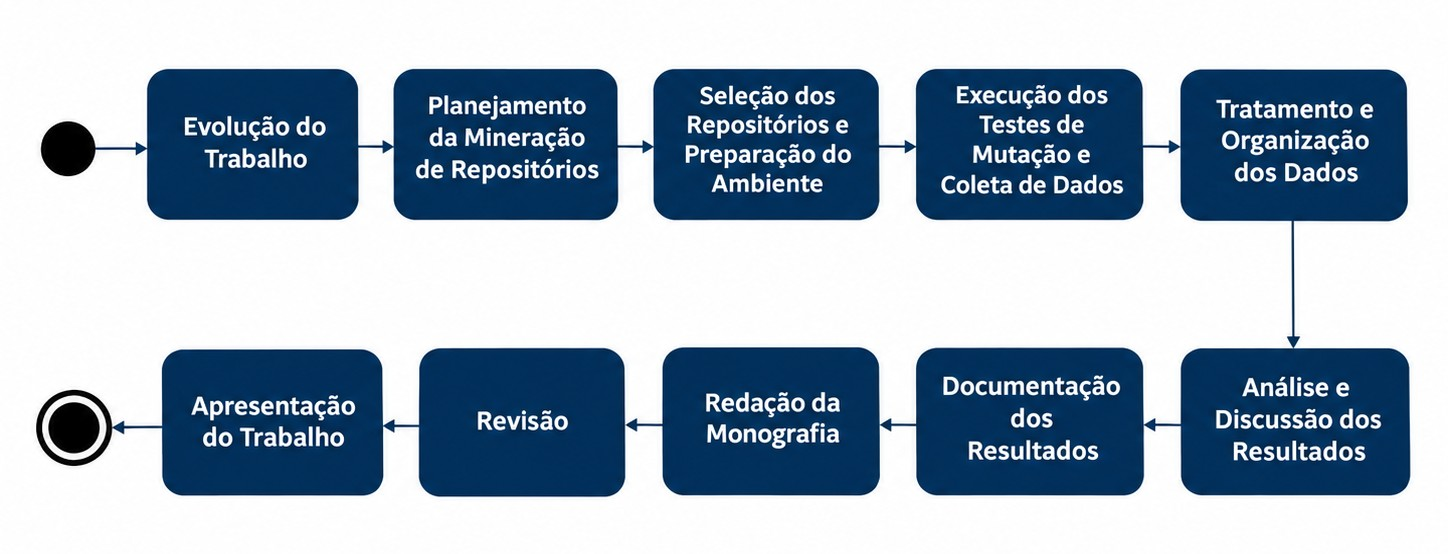 Evolução do
Trabalho
Planejamento
da Mineração
de Repositórios
Seleção dos
Repositórios e
Preparação do
Ambiente
Execução dos
Testes de
Mutação e
Coleta de Dados
Tratamento e
Organização
dos Dados
Análise e
Discussão dos
Resultados
Documentação
dos
Resultados
Redação da
Monografia
Revisão
Apresentação
do Trabalho